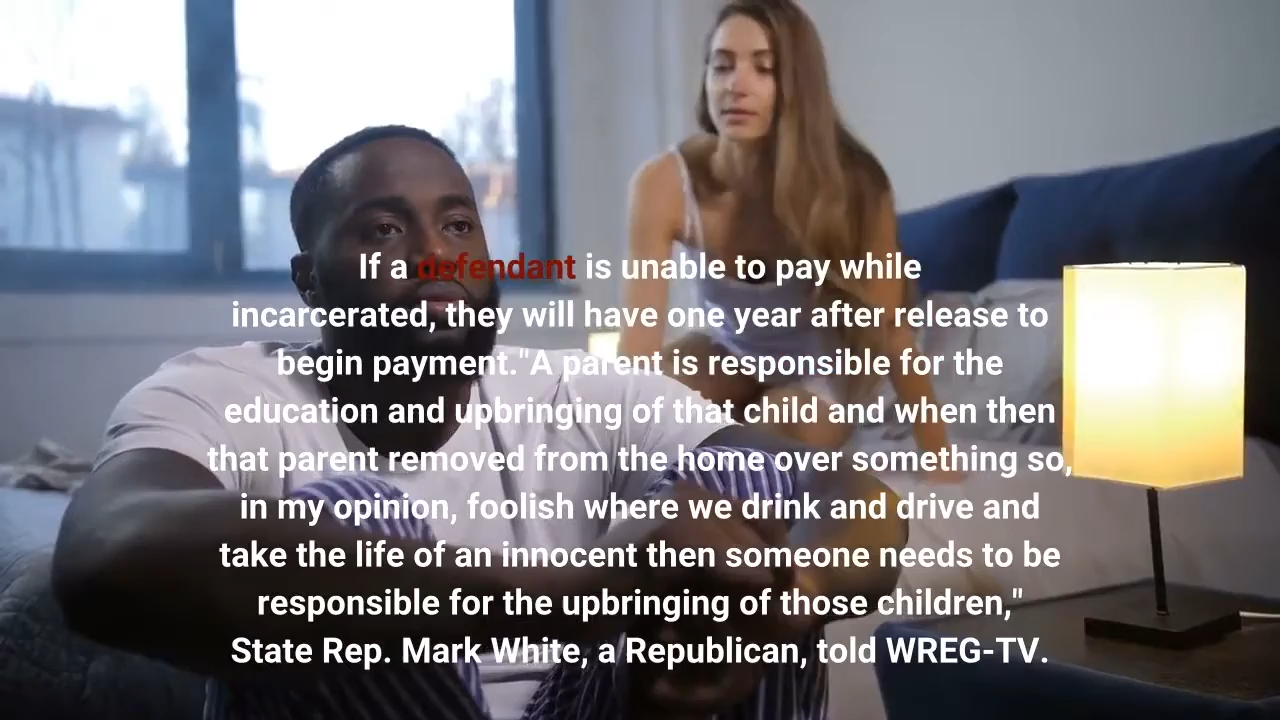 If a defendant is unable to pay while
incarcerated, they will have one year after release to
begin payment."A parent is responsible for the
education and upbringing of that child and when then
that parent removed from the home over something so,
in my opinion, foolish where we drink and drive and
take the life of an innocent then someone needs to be
responsible for the upbringing of those children,"
State Rep. Mark White, a Republican, told WREG-TV.